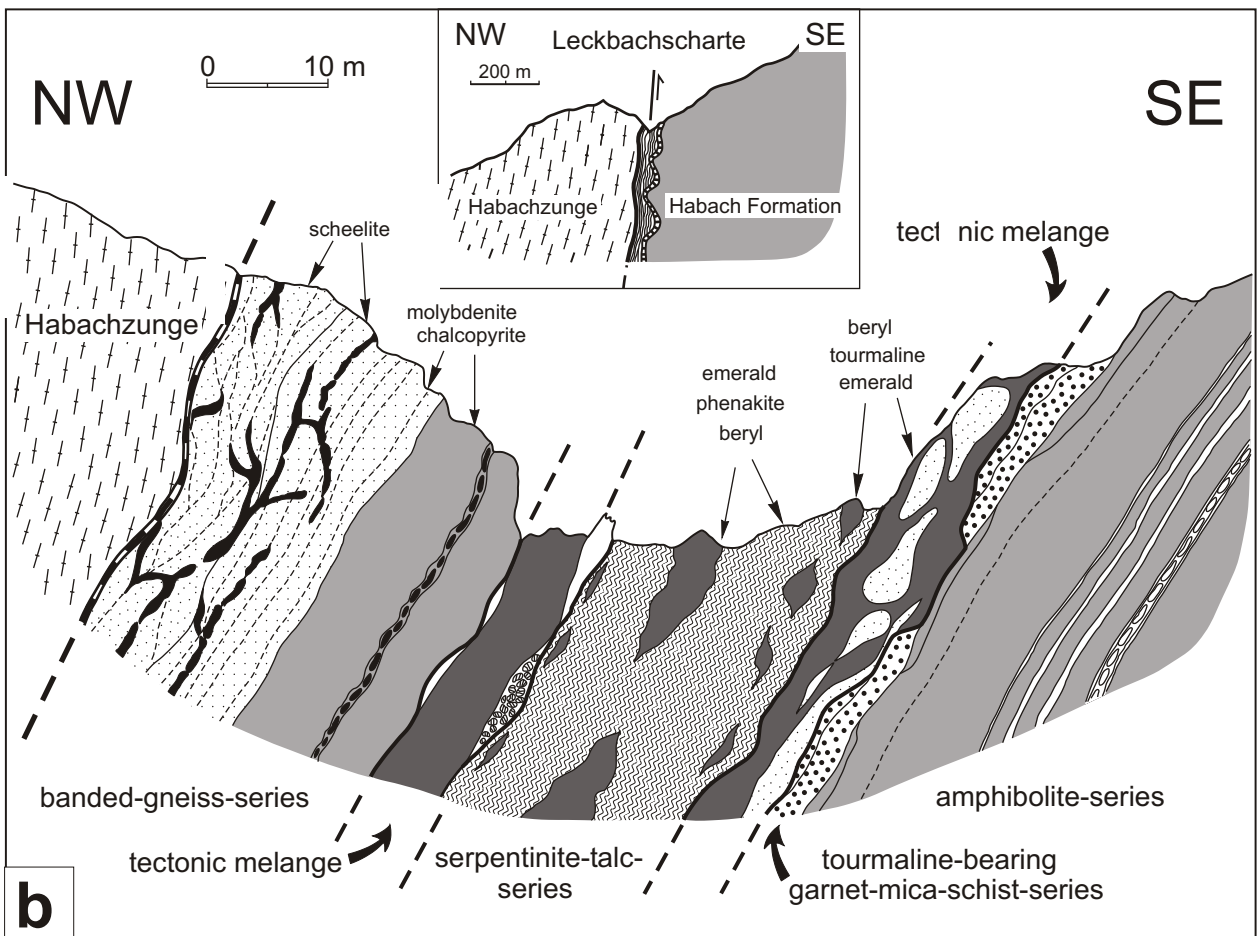 NW
0 10 m
NW
Leckbachscharte
SE
200 m
Habachzunge
Habach Formation
SE
scheelite
tect nic melange
Habachzunge
molybdenite
chalcopyrite
beryl
tourmaline
emerald
emerald
phenakite
beryl
banded-gneiss-series
amphibolite-series
tectonic melange
serpentinite-talc-
series
tourmaline-bearing
garnet-mica-schist-series
b